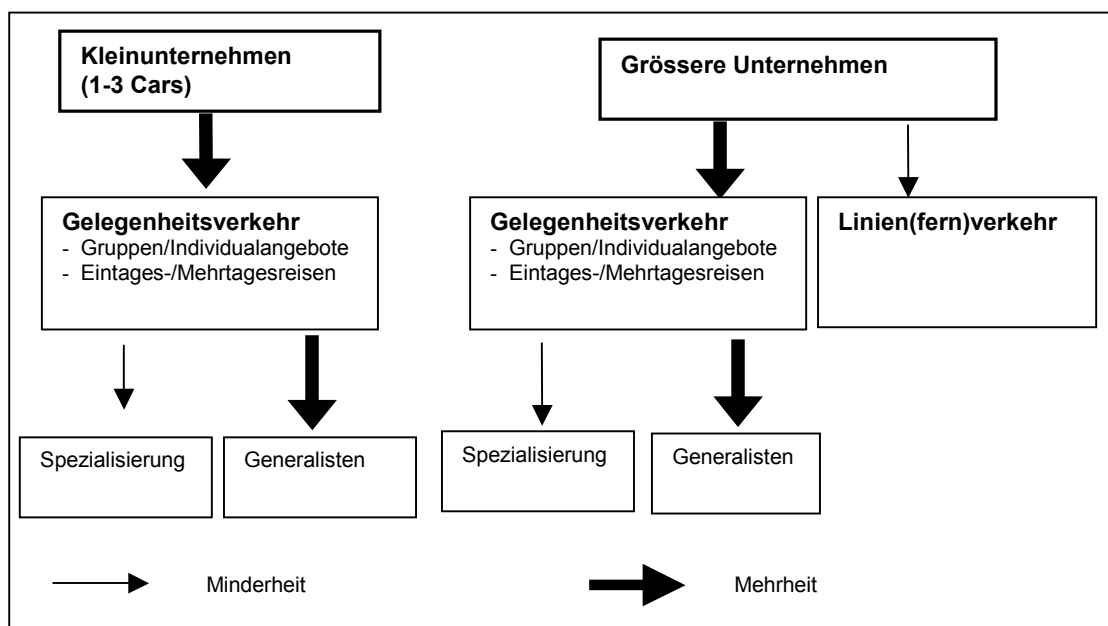 Kleinunternehmen
(1-3 Cars)
Grössere Unternehmen
Gelegenheitsverkehr
- Gruppen/Individualangebote
- Eintages-/Mehrtagesreisen
Gelegenheitsverkehr
- Gruppen/Individualangebote
- Eintages-/Mehrtagesreisen
Linien(fern)verkehr
Spezialisierung
Generalisten
Spezialisierung
Generalisten
Minderheit
Mehrheit